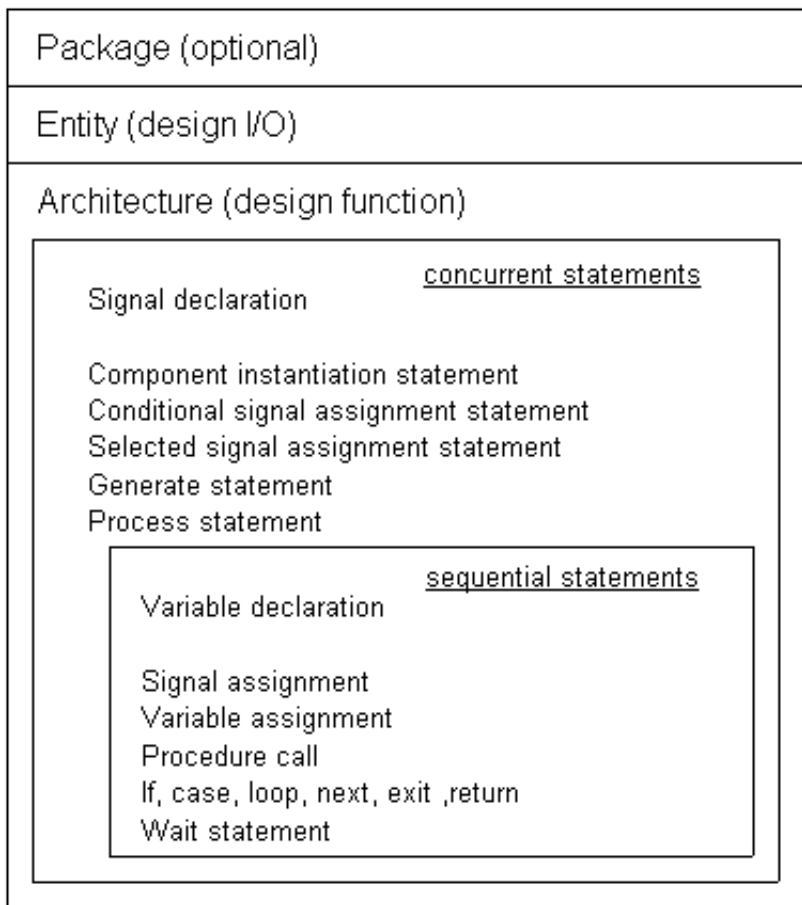 Package (optional)
Entity (design I/O)
Architecture (design function)
concurrent statements
Signal declaration
Component instantiation statement
Conditional signal assignment statement
Selected signal assignment statement
Generate statement
Process statement
sequential statements
Variable declaration
Signal assignment
Variable assignment
Procedure call
If, case, loop, next, exit ,return
Wait statement